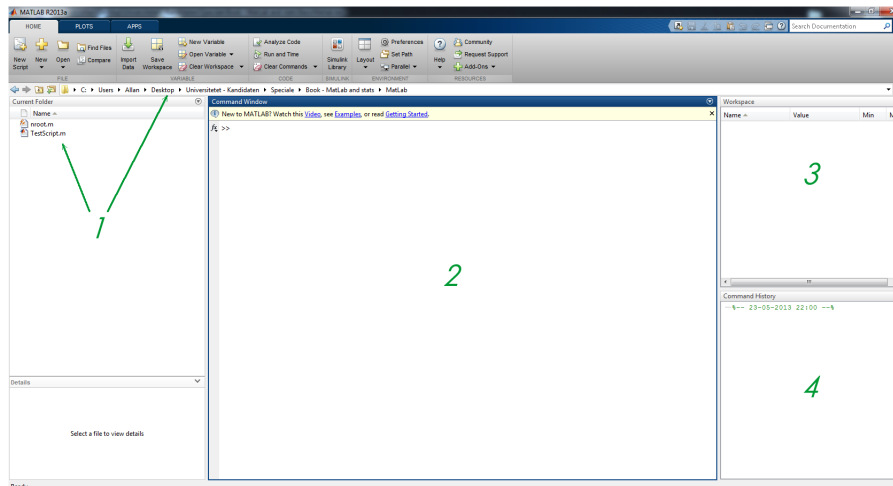 MATLAB R2013a
HOME PLOTS APPS Search Documentation
New Script New Open Find Files Compare Import Data Save Workspace New Variable Open Variable Clear Workspace Analyze Code Run and Time Clear Commands Simulink Library Layout Preferences Set Path Parallel Help Community Request Support Add-Ons
FILE VARIABLE CODE SIMULINK ENVIRONMENT RESOURCES
C: Users Allan Desktop Universitetet - Kandidaten Speciale Book - MatLab and stats MatLab
Current Folder
Name
nroot.m
TestScript.m
1
Details
Select a file to view details
Command Window
New to MATLAB? Watch this Video, see Examples, or read Getting Started.
fx >>
2
Workspace
Name Value Min
3
Command History
%-- 23-05-2013 22:00 --%
4